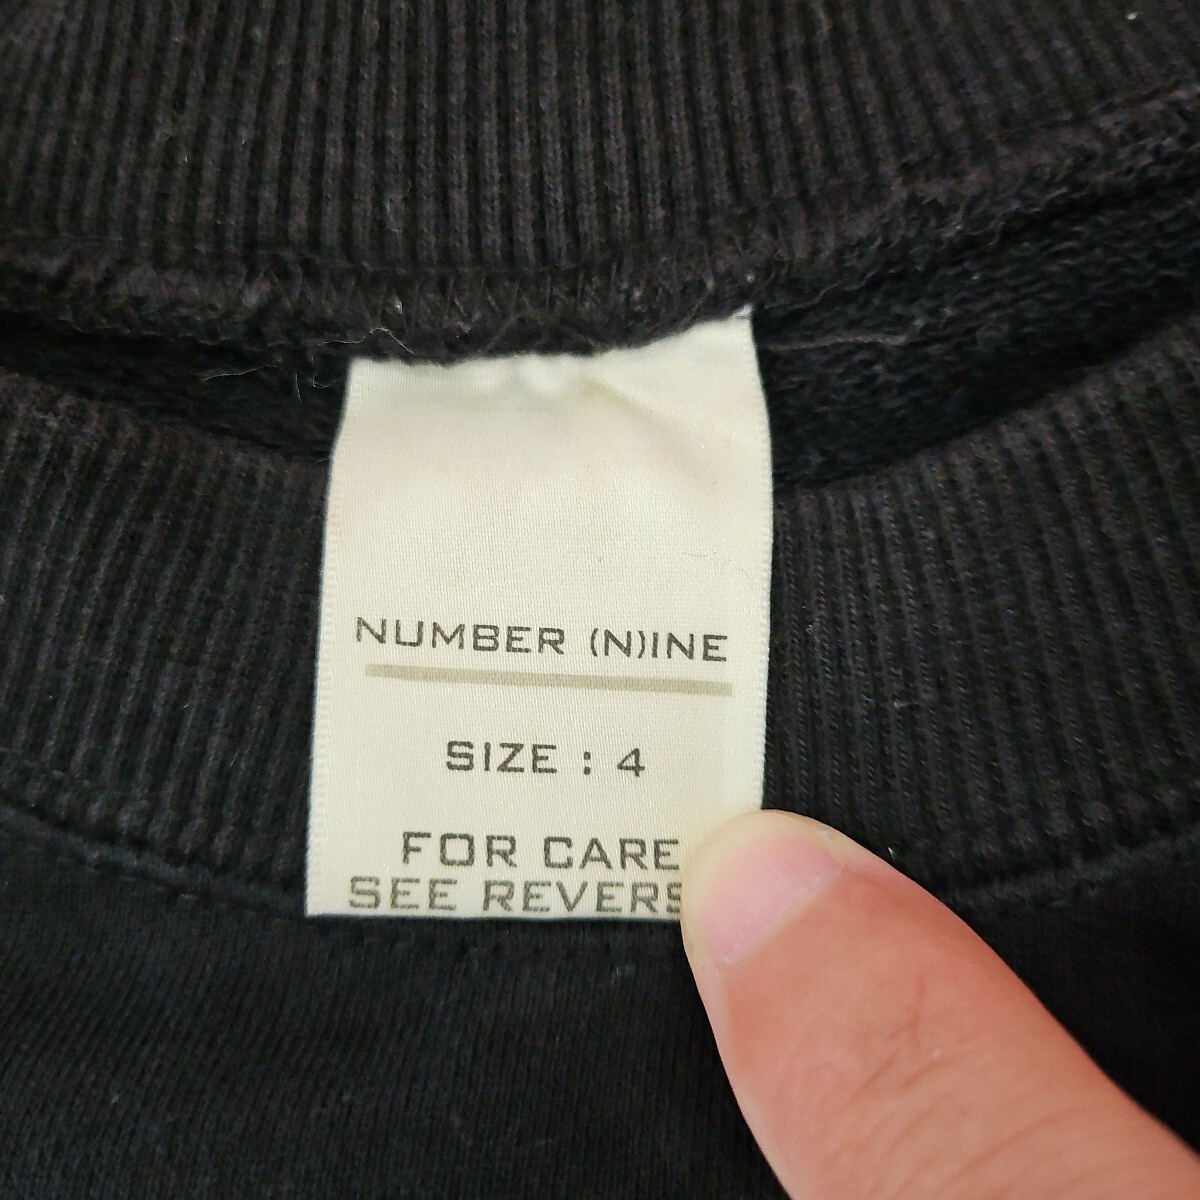 NUMBER (N)INE
SIZE : 4
FOR CARE
SEE REVERS